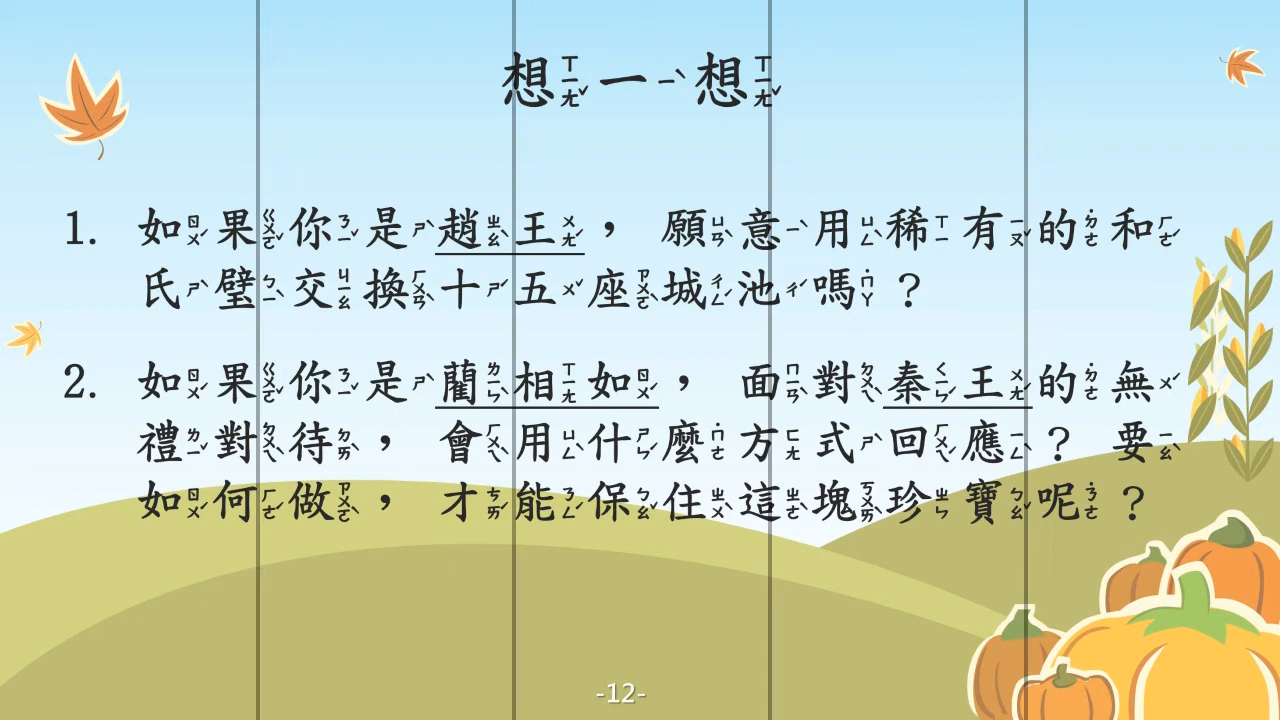 想一想
1. 如果你是趙王，願意用稀有的和
氏璧交換十五座城池嗎？
2. 如果你是藺相如，面對秦王的無
禮對待，會用什麼方式回應？要
如何做，才能保住這塊珍寶呢？
-12-